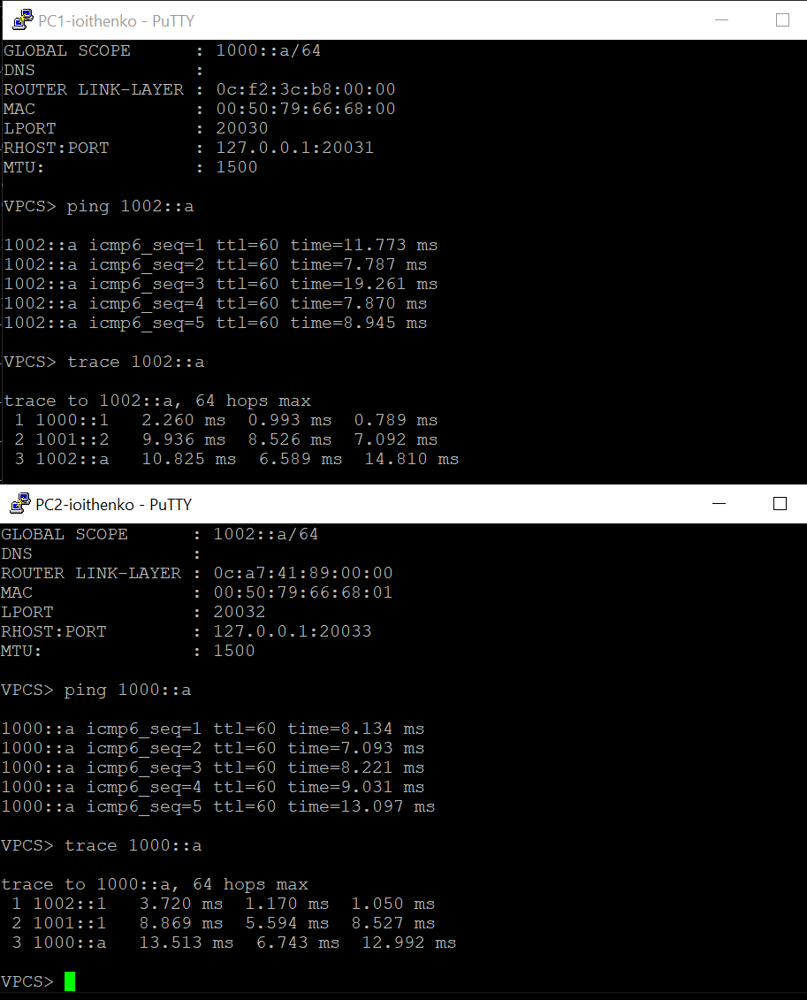 PC1-ioithenko - PuTTY
GLOBAL SCOPE      : 1000::a/64
DNS               :
ROUTER LINK-LAYER : 0c:f2:3c:b8:00:00
MAC               : 00:50:79:66:68:00
LPORT             : 20030
RHOST:PORT        : 127.0.0.1:20031
MTU:              : 1500
VPCS> ping 1002::a
1002::a icmp6_seq=1 ttl=60 time=11.773 ms
1002::a icmp6_seq=2 ttl=60 time=7.787 ms
1002::a icmp6_seq=3 ttl=60 time=19.261 ms
1002::a icmp6_seq=4 ttl=60 time=7.870 ms
1002::a icmp6_seq=5 ttl=60 time=8.945 ms
VPCS> trace 1002::a
trace to 1002::a, 64 hops max
 1 1000::1   2.260 ms  0.993 ms  0.789 ms
 2 1001::2   9.936 ms  8.526 ms  7.092 ms
 3 1002::a   10.825 ms  6.589 ms  14.810 ms
PC2-ioithenko - PuTTY
GLOBAL SCOPE      : 1002::a/64
DNS               :
ROUTER LINK-LAYER : 0c:a7:41:89:00:00
MAC               : 00:50:79:66:68:01
LPORT             : 20032
RHOST:PORT        : 127.0.0.1:20033
MTU:              : 1500
VPCS> ping 1000::a
1000::a icmp6_seq=1 ttl=60 time=8.134 ms
1000::a icmp6_seq=2 ttl=60 time=7.093 ms
1000::a icmp6_seq=3 ttl=60 time=8.221 ms
1000::a icmp6_seq=4 ttl=60 time=9.031 ms
1000::a icmp6_seq=5 ttl=60 time=13.097 ms
VPCS> trace 1000::a
trace to 1000::a, 64 hops max
 1 1002::1   3.720 ms  1.170 ms  1.050 ms
 2 1001::1   8.869 ms  5.594 ms  8.527 ms
 3 1000::a   13.513 ms  6.743 ms  12.992 ms
VPCS>